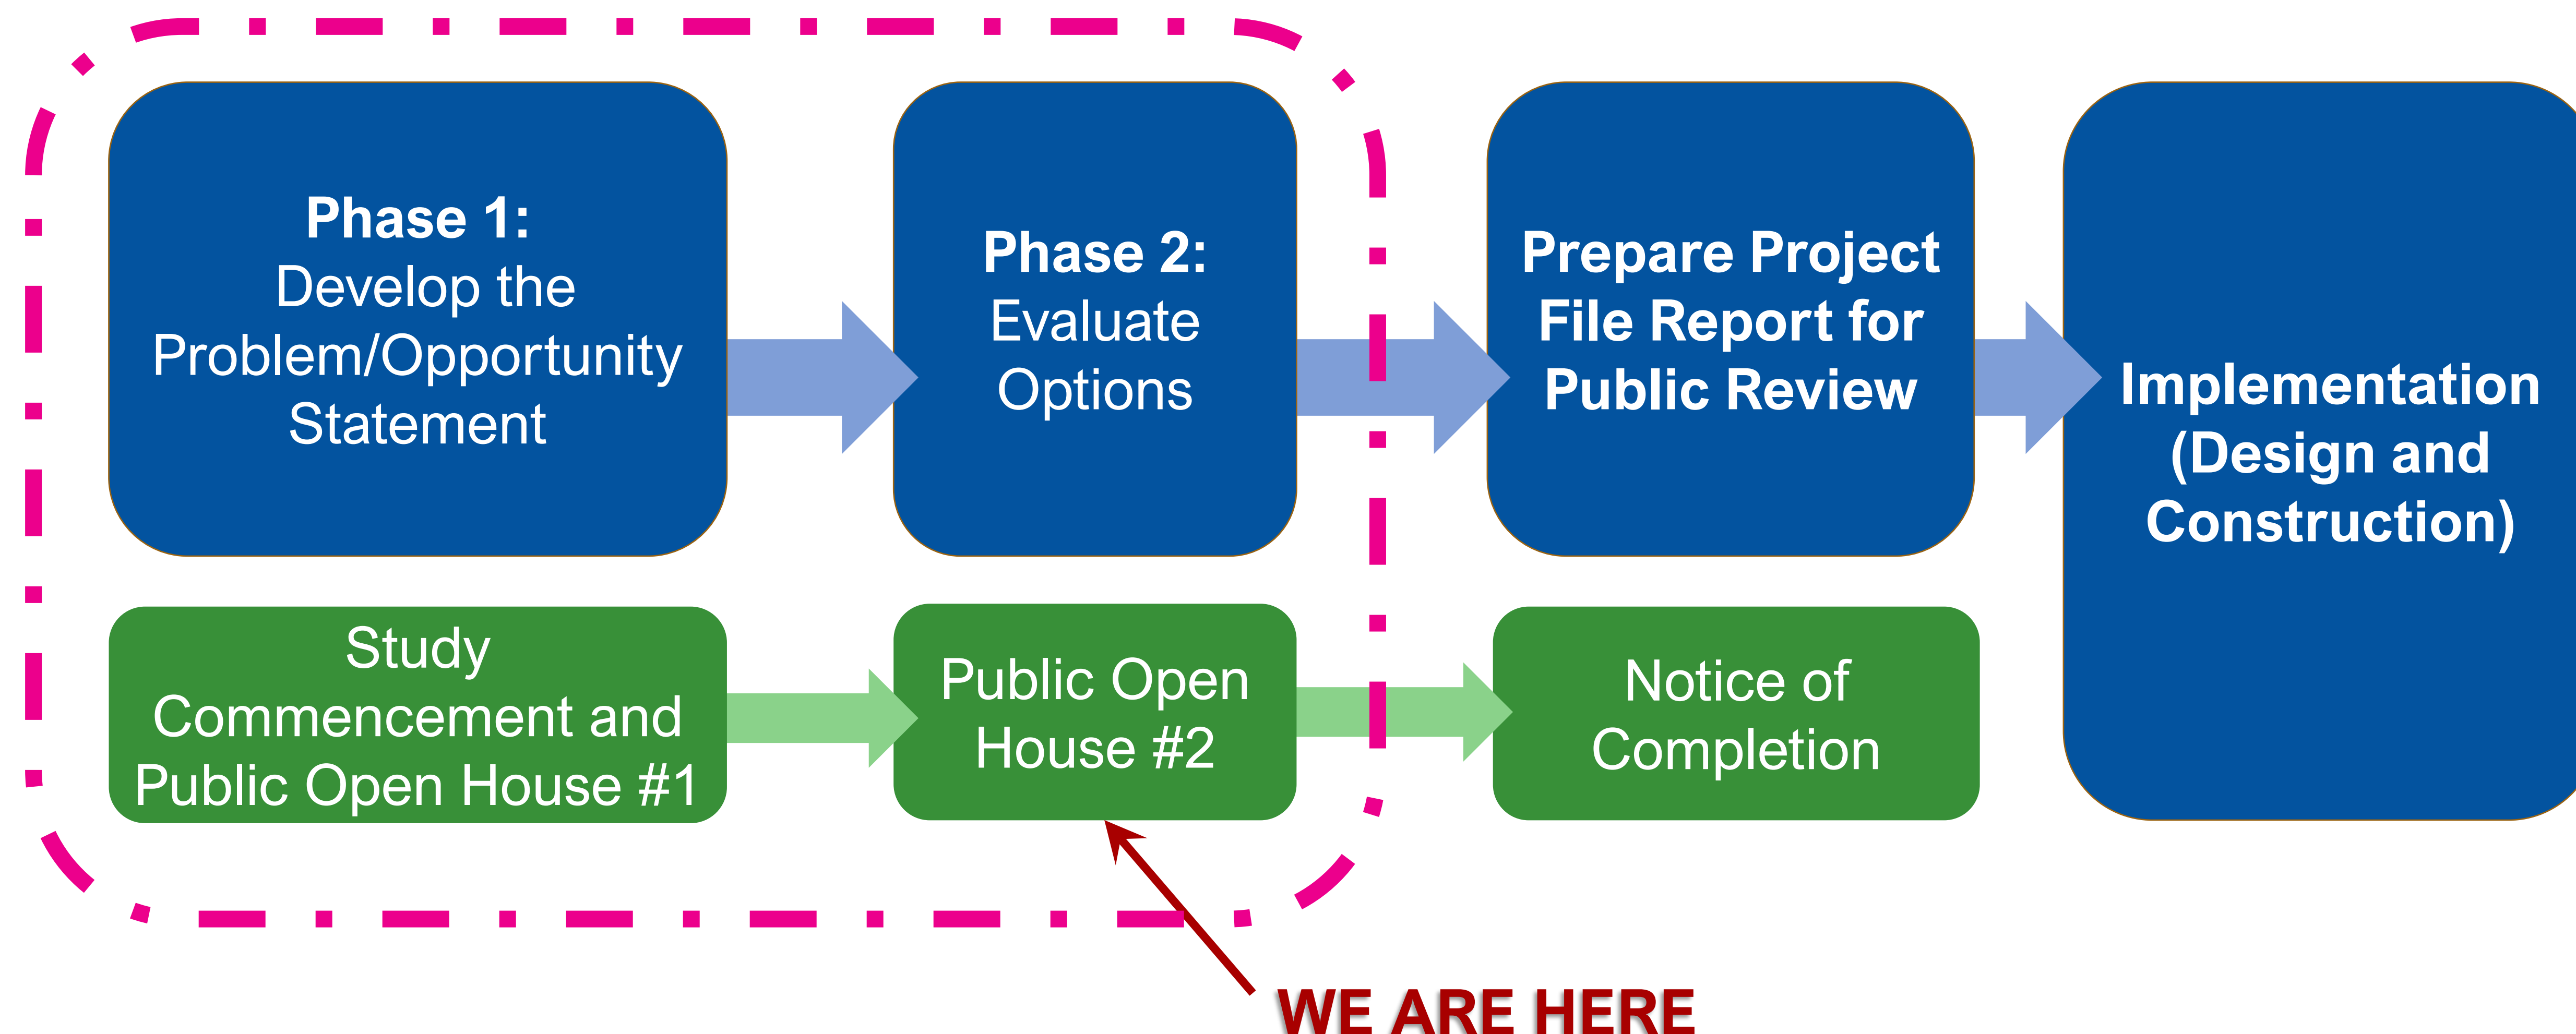 Phase 1:
Develop the
Problem/Opportunity
Statement
Phase 2:
Evaluate
Options
Prepare Project
File Report for
Public Review
Implementation
(Design and
Construction)
Study
Commencement and
Public Open House #1
Public Open
House #2
Notice of
Completion
WE ARE HERE